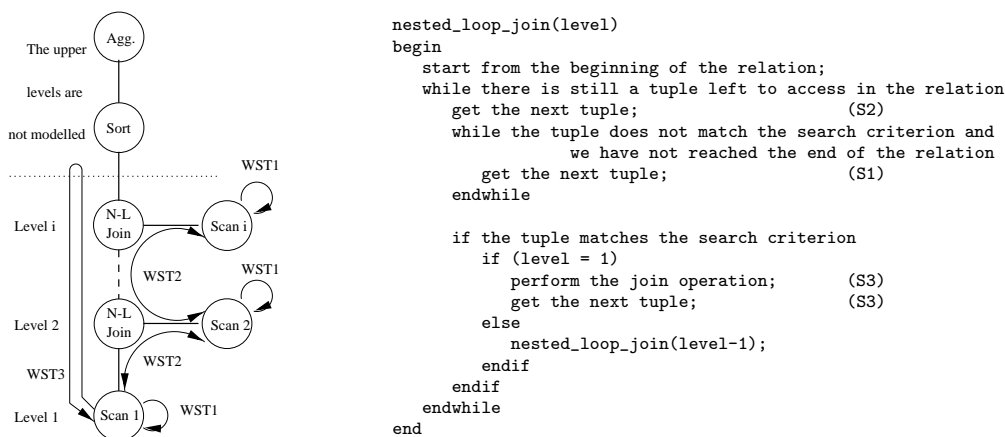 Agg.
The upper
levels are
not modelled
Sort
WST1
Level i
N-L
Join
Scan i
WST2
WST1
Level 2
N-L
Join
Scan 2
WST2
WST3
Level 1
Scan 1
WST1
nested_loop_join(level)
begin
start from the beginning of the relation;
while there is still a tuple left to access in the relation
get the next tuple; (S2)
while the tuple does not match the search criterion and
we have not reached the end of the relation
get the next tuple; (S1)
endwhile
if the tuple matches the search criterion
if (level = 1)
perform the join operation; (S3)
get the next tuple; (S3)
else
nested_loop_join(level-1);
endif
endif
endwhile
end